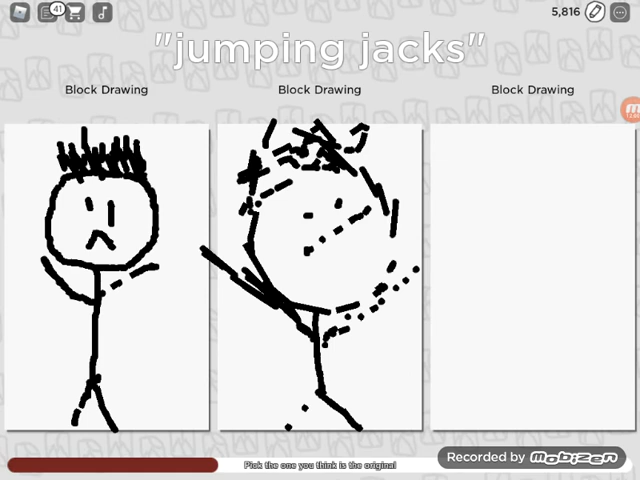 41
5,816
"jumping jacks"
Block Drawing
Block Drawing
Block Drawing
Pick the one you think is the original
Recorded by mobizen